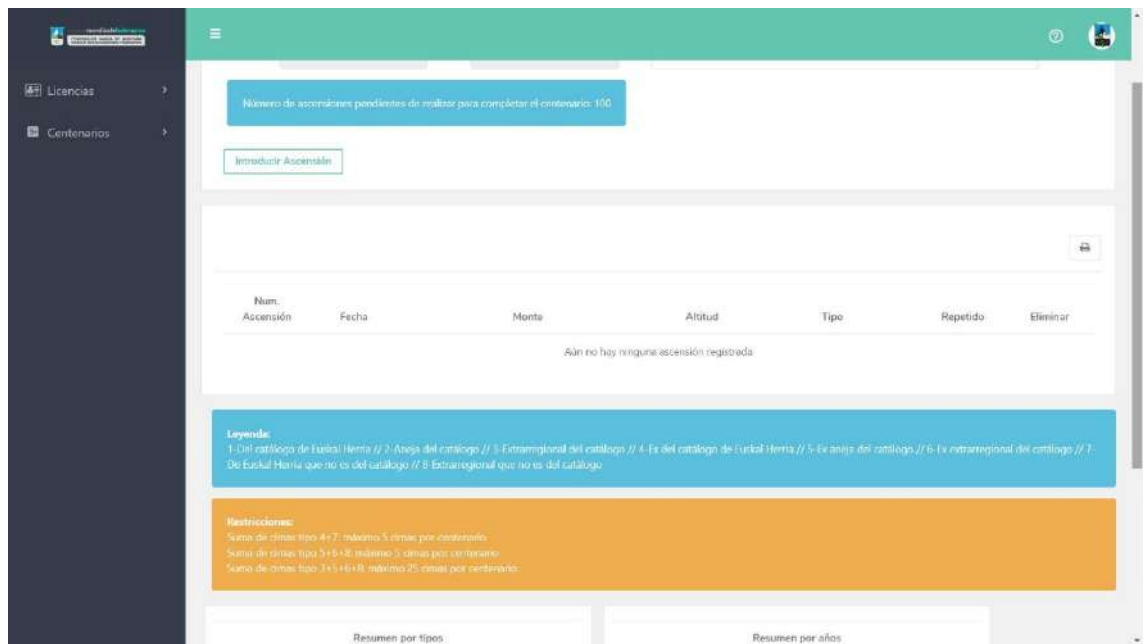 Licencias
Centenarios
Número de ascensiones pendientes de realizar para completar el centenario: 100
Introducir Ascensión
Num. Ascensión Fecha Monte Altitud Tipo Repetido Eliminar
Aún no hay ninguna ascensión registrada
Leyenda:
1-Del catálogo de Euskal Herria // 2-Aneja del catálogo // 3-Extrarregional del catálogo // 4-Ex del catálogo de Euskal Herria // 5-Ex aneja del catálogo // 6-Ex extrarregional del catálogo // 7-
De Euskal Herria que no es del catálogo // 8-Extrarregional que no es del catálogo
Restricciones:
Suma de cimas tipo 4+7: máximo 5 cimas por centenario
Suma de cimas tipo 5+6+8: máximo 5 cimas por centenario
Suma de cimas tipo 3+5+6+8: máximo 25 cimas por centenario
Resumen por tipos
Resumen por años